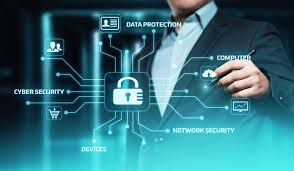 DATA PROTECTION
COMPUTER
CYBER SECURITY
NETWORK SECURITY
DEVICES